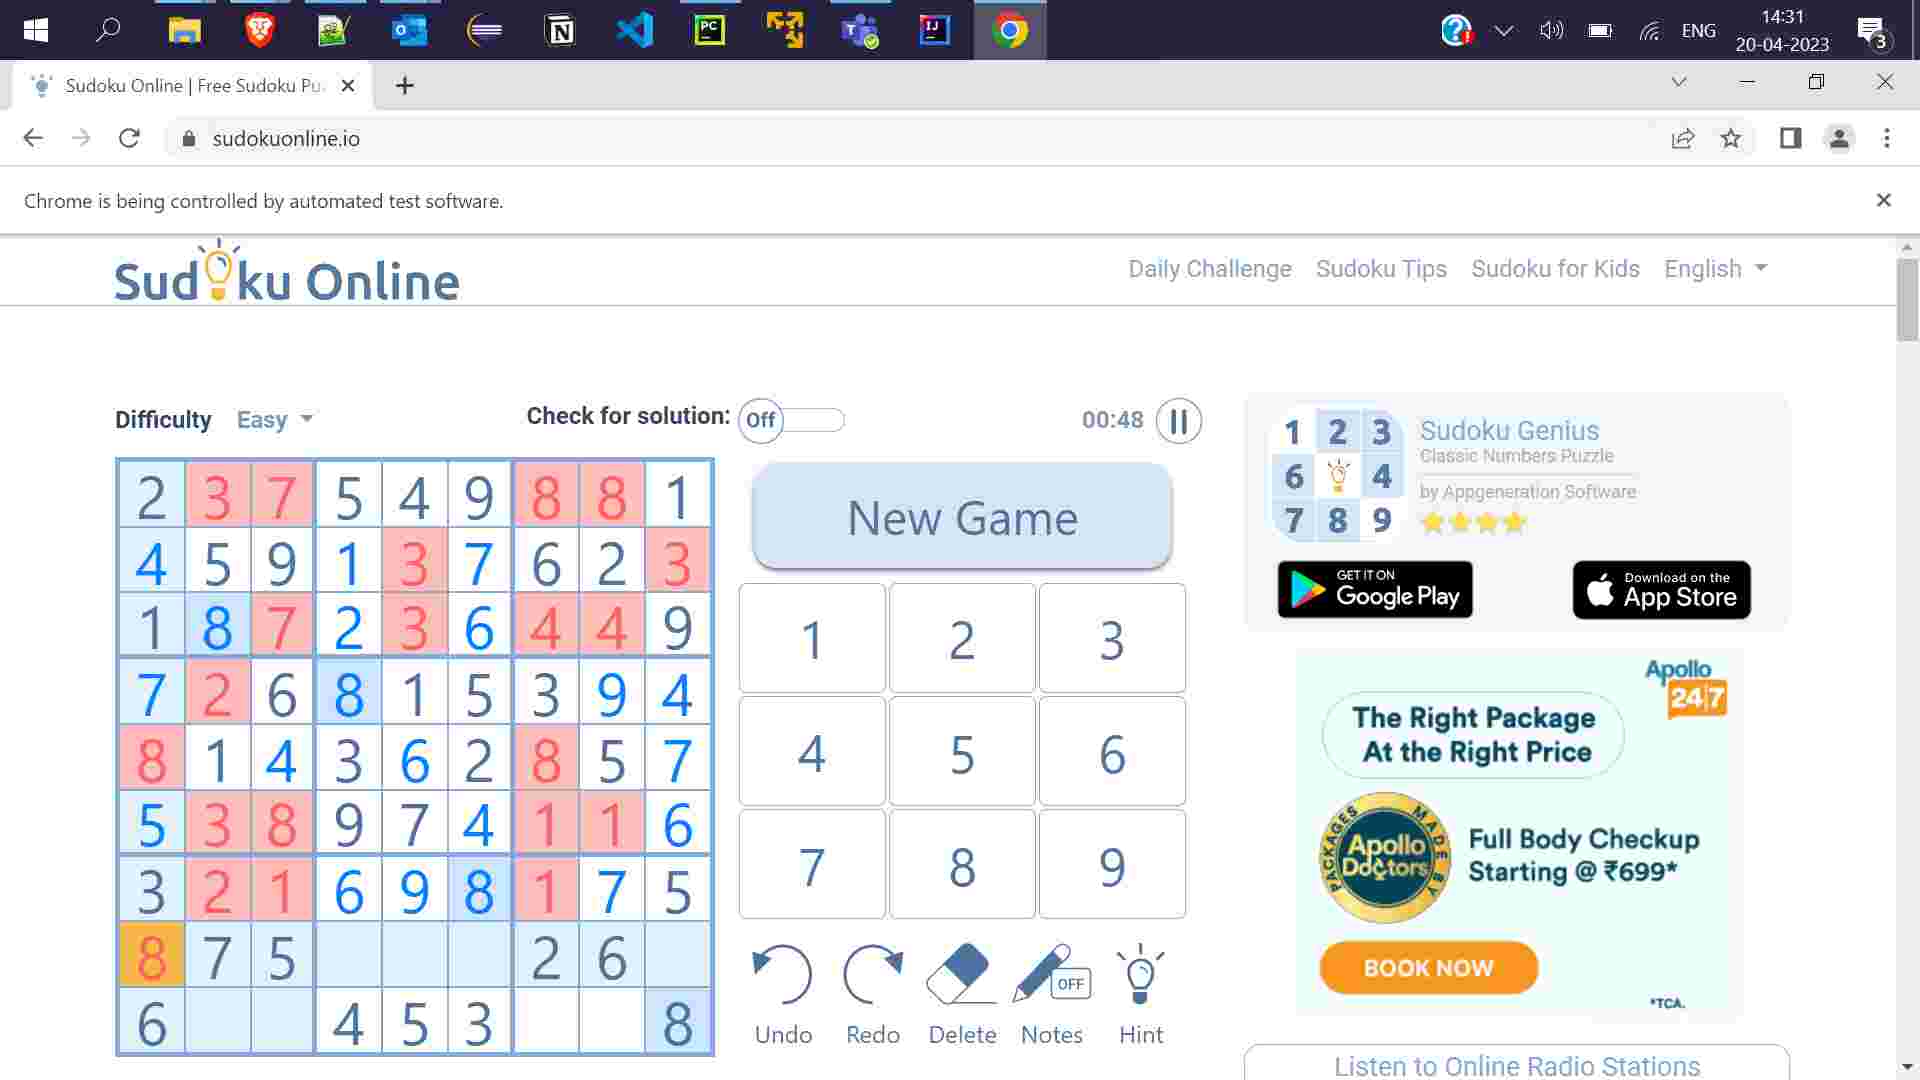 PC
IJ
ENG
14:31
20-04-2023
3
Sudoku Online | Free Sudoku Pu
sudokuonline.io
Chrome is being controlled by automated test software.
Sudoku Online
Daily Challenge Sudoku Tips Sudoku for Kids English
Difficulty Easy Check for solution: Off 00:48
2 3 7 5 4 9 8 8 1
4 5 9 1 3 7 6 2 3
1 8 7 2 3 6 4 4 9
7 2 6 8 1 5 3 9 4
8 1 4 3 6 2 8 5 7
5 3 8 9 7 4 1 1 6
3 2 1 6 9 8 1 7 5
8 7 5 2 6
6 4 5 3 8
New Game
1 2 3
4 5 6
7 8 9
OFF
Undo Redo Delete Notes Hint
1 2 3
6 4
7 8 9
Sudoku Genius
Classic Numbers Puzzle
by Appgeneration Software
GET IT ON
Google Play
Download on the
App Store
Apollo
24|7
The Right Package
At the Right Price
PACKAGES MADE BY
Apollo
Doctors
Full Body Checkup
Starting @ ₹699*
BOOK NOW
*TCA.
Listen to Online Radio Stations